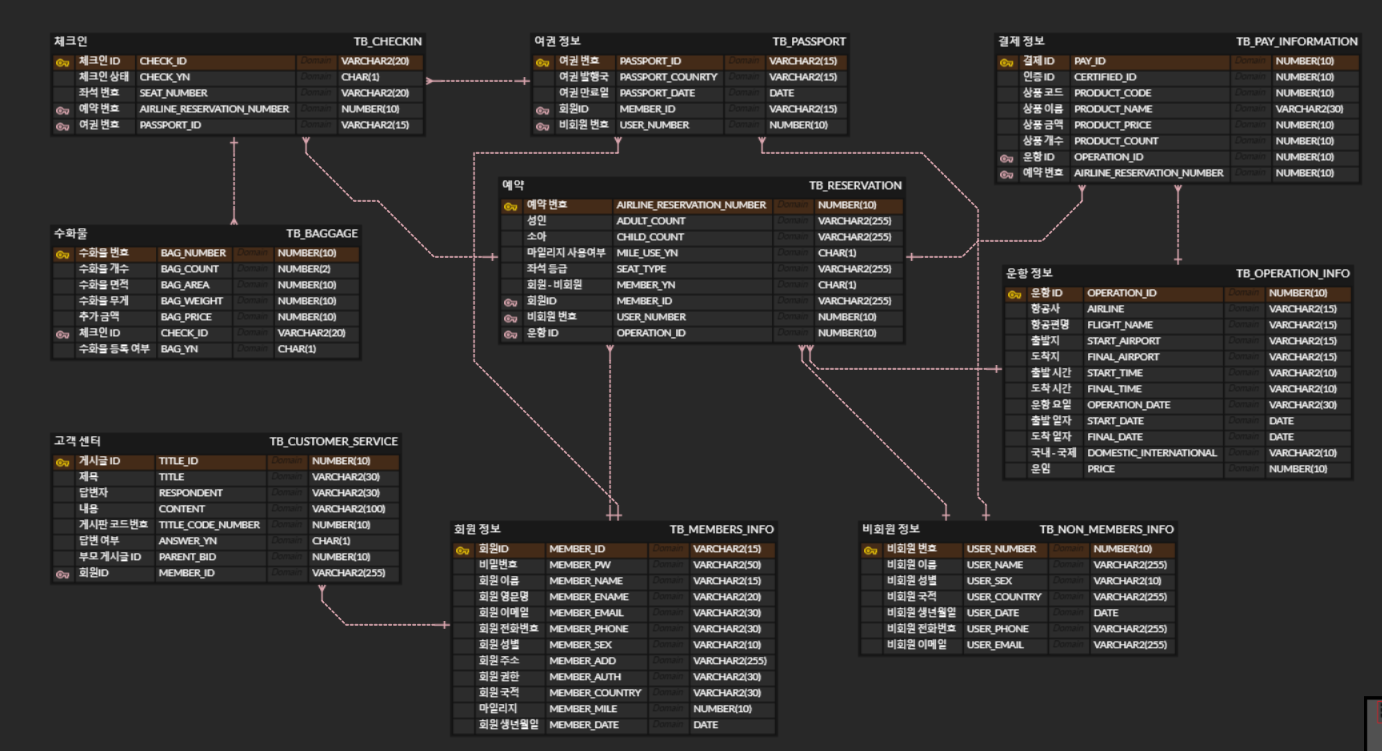 체크인 TB_CHECKIN
체크인 ID CHECK_ID Domain VARCHAR2(20)
체크인 상태 CHECK_YN Domain CHAR(1)
좌석 번호 SEAT_NUMBER Domain VARCHAR2(20)
예약 번호 AIRLINE_RESERVATION_NUMBER Domain NUMBER(10)
여권 번호 PASSPORT_ID Domain VARCHAR2(15)
여권 정보 TB_PASSPORT
여권 번호 PASSPORT_ID Domain VARCHAR2(15)
여권 발행국 PASSPORT_COUNRTY Domain VARCHAR2(15)
여권 만료일 PASSPORT_DATE Domain DATE
회원ID MEMBER_ID Domain VARCHAR2(15)
비회원 번호 USER_NUMBER Domain NUMBER(10)
결제 정보 TB_PAY_INFORMATION
결제 ID PAY_ID Domain NUMBER(10)
인증 ID CERTIFIED_ID Domain NUMBER(10)
상품 코드 PRODUCT_CODE Domain NUMBER(10)
상품 이름 PRODUCT_NAME Domain VARCHAR2(30)
상품 금액 PRODUCT_PRICE Domain NUMBER(10)
상품 개수 PRODUCT_COUNT Domain NUMBER(10)
운항 ID OPERATION_ID Domain NUMBER(10)
예약 번호 AIRLINE_RESERVATION_NUMBER Domain NUMBER(10)
예약 TB_RESERVATION
예약 번호 AIRLINE_RESERVATION_NUMBER Domain NUMBER(10)
성인 ADULT_COUNT Domain VARCHAR2(255)
소아 CHILD_COUNT Domain VARCHAR2(255)
마일리지 사용여부 MILE_USE_YN Domain CHAR(1)
좌석 등급 SEAT_TYPE Domain VARCHAR2(255)
회원 - 비회원 MEMBER_YN Domain CHAR(1)
회원ID MEMBER_ID Domain VARCHAR2(255)
비회원 번호 USER_NUMBER Domain NUMBER(10)
운항 ID OPERATION_ID Domain NUMBER(10)
수화물 TB_BAGGAGE
수화물 번호 BAG_NUMBER Domain NUMBER(10)
수화물 개수 BAG_COUNT Domain NUMBER(2)
수화물 면적 BAG_AREA Domain NUMBER(10)
수화물 무게 BAG_WEIGHT Domain NUMBER(10)
추가 금액 BAG_PRICE Domain NUMBER(10)
체크인 ID CHECK_ID Domain VARCHAR2(20)
수화물 등록 여부 BAG_YN Domain CHAR(1)
운항 정보 TB_OPERATION_INFO
운항 ID OPERATION_ID Domain NUMBER(10)
항공사 AIRLINE Domain VARCHAR2(15)
항공편명 FLIGHT_NAME Domain VARCHAR2(15)
출발지 START_AIRPORT Domain VARCHAR2(15)
도착지 FINAL_AIRPORT Domain VARCHAR2(15)
출발 시간 START_TIME Domain VARCHAR2(10)
도착 시간 FINAL_TIME Domain VARCHAR2(10)
운항 요일 OPERATION_DATE Domain VARCHAR2(30)
출발 일자 START_DATE Domain DATE
도착 일자 FINAL_DATE Domain DATE
국내 - 국제 DOMESTIC_INTERNATIONAL Domain VARCHAR2(10)
운임 PRICE Domain NUMBER(10)
고객 센터 TB_CUSTOMER_SERVICE
게시글 ID TITLE_ID Domain NUMBER(10)
제목 TITLE Domain VARCHAR2(30)
답변자 RESPONDENT Domain VARCHAR2(30)
내용 CONTENT Domain VARCHAR2(100)
게시판 코드번호 TITLE_CODE_NUMBER Domain NUMBER(10)
답변 여부 ANSWER_YN Domain CHAR(1)
부모 게시글 ID PARENT_BID Domain NUMBER(10)
회원ID MEMBER_ID Domain VARCHAR2(255)
회원 정보 TB_MEMBERS_INFO
회원ID MEMBER_ID Domain VARCHAR2(15)
비밀번호 MEMBER_PW Domain VARCHAR2(50)
회원 이름 MEMBER_NAME Domain VARCHAR2(15)
회원 영문명 MEMBER_ENAME Domain VARCHAR2(20)
회원 이메일 MEMBER_EMAIL Domain VARCHAR2(30)
회원 전화번호 MEMBER_PHONE Domain VARCHAR2(30)
회원 성별 MEMBER_SEX Domain VARCHAR2(10)
회원 주소 MEMBER_ADD Domain VARCHAR2(255)
회원 권한 MEMBER_AUTH Domain VARCHAR2(30)
회원 국적 MEMBER_COUNTRY Domain VARCHAR2(30)
마일리지 MEMBER_MILE Domain NUMBER(10)
회원 생년월일 MEMBER_DATE Domain DATE
비회원 정보 TB_NON_MEMBERS_INFO
비회원 번호 USER_NUMBER Domain NUMBER(10)
비회원 이름 USER_NAME Domain VARCHAR2(255)
비회원 성별 USER_SEX Domain VARCHAR2(10)
비회원 국적 USER_COUNTRY Domain VARCHAR2(255)
비회원 생년월일 USER_DATE Domain DATE
비회원 전화번호 USER_PHONE Domain VARCHAR2(255)
비회원 이메일 USER_EMAIL Domain VARCHAR2(255)